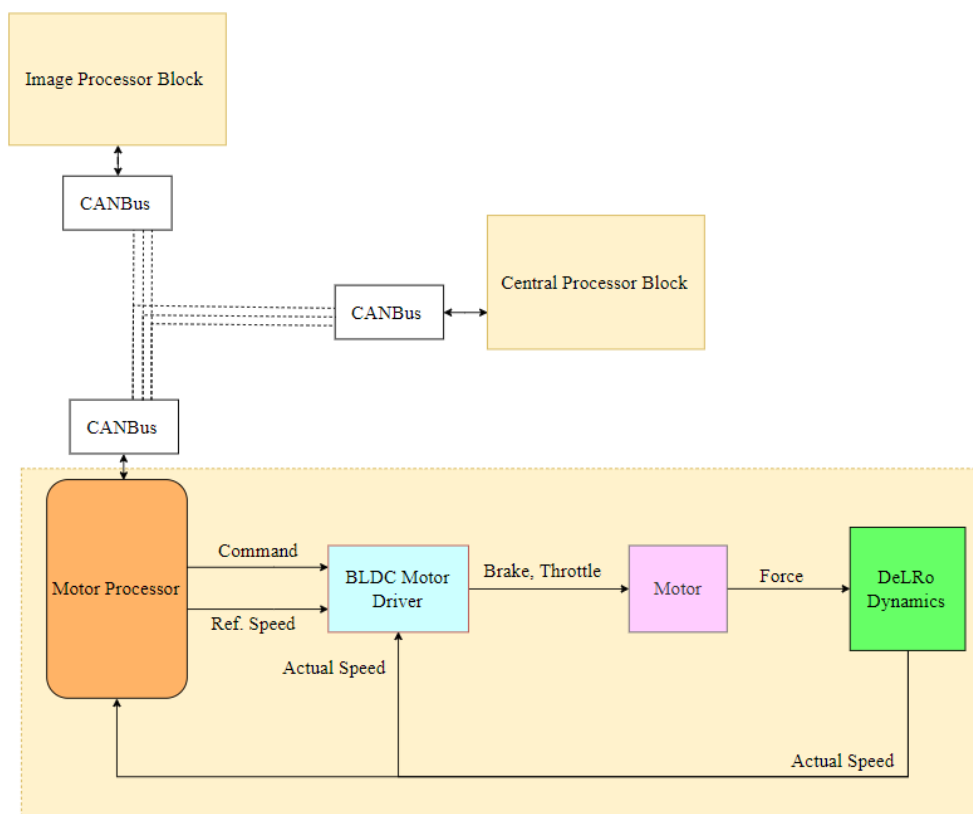 Image Processor Block
CANBus
Central Processor Block
CANBus
CANBus
Motor Processor
Command
Ref. Speed
BLDC Motor
Driver
Brake, Throttle
Motor
Force
DeLRo
Dynamics
Actual Speed
Actual Speed